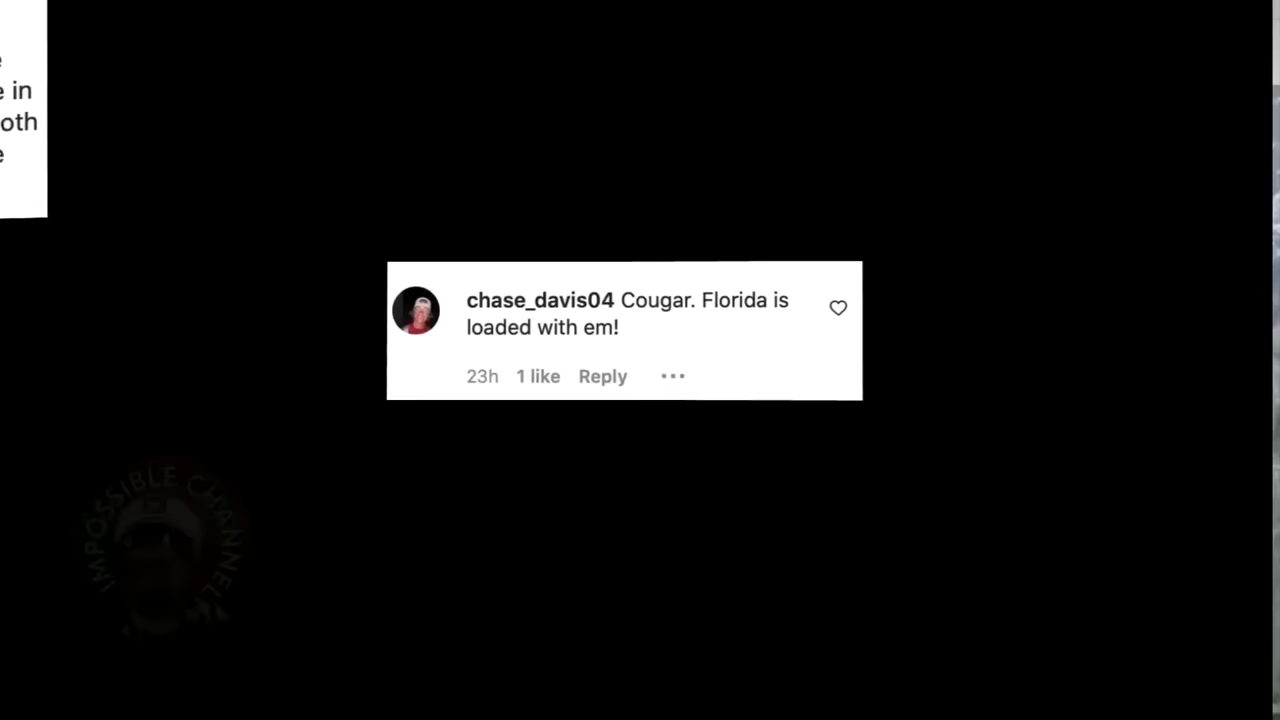 e
e in
oth
e
chase_davis04 Cougar. Florida is
loaded with em!
23h 1 like Reply ...
IMPOSSIBLE CHANNEL